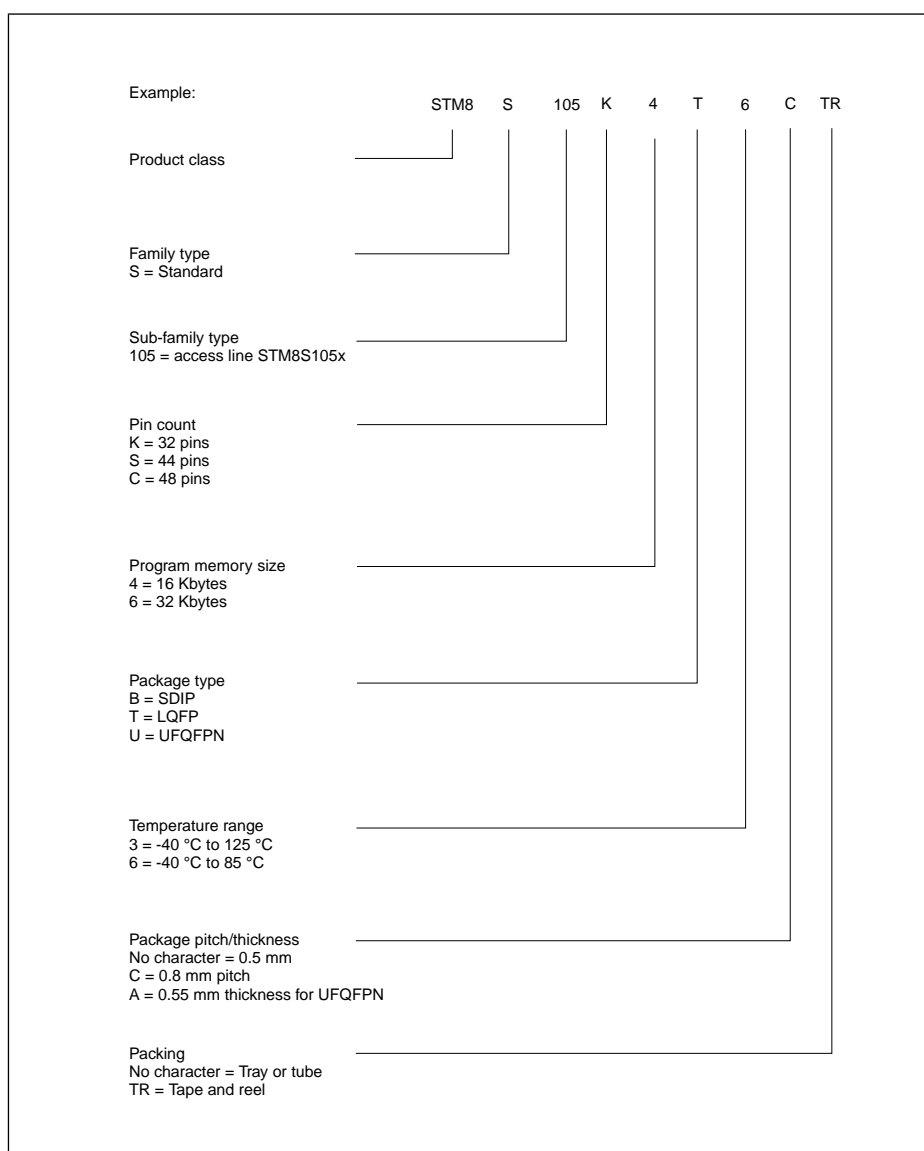 Example:
STM8 S 105 K 4 T 6 C TR
Product class
Family type
S = Standard
Sub-family type
105 = access line STM8S105x
Pin count
K = 32 pins
S = 44 pins
C = 48 pins
Program memory size
4 = 16 Kbytes
6 = 32 Kbytes
Package type
B = SDIP
T = LQFP
U = UFQFPN
Temperature range
3 = -40 °C to 125 °C
6 = -40 °C to 85 °C
Package pitch/thickness
No character = 0.5 mm
C = 0.8 mm pitch
A = 0.55 mm thickness for UFQFPN
Packing
No character = Tray or tube
TR = Tape and reel